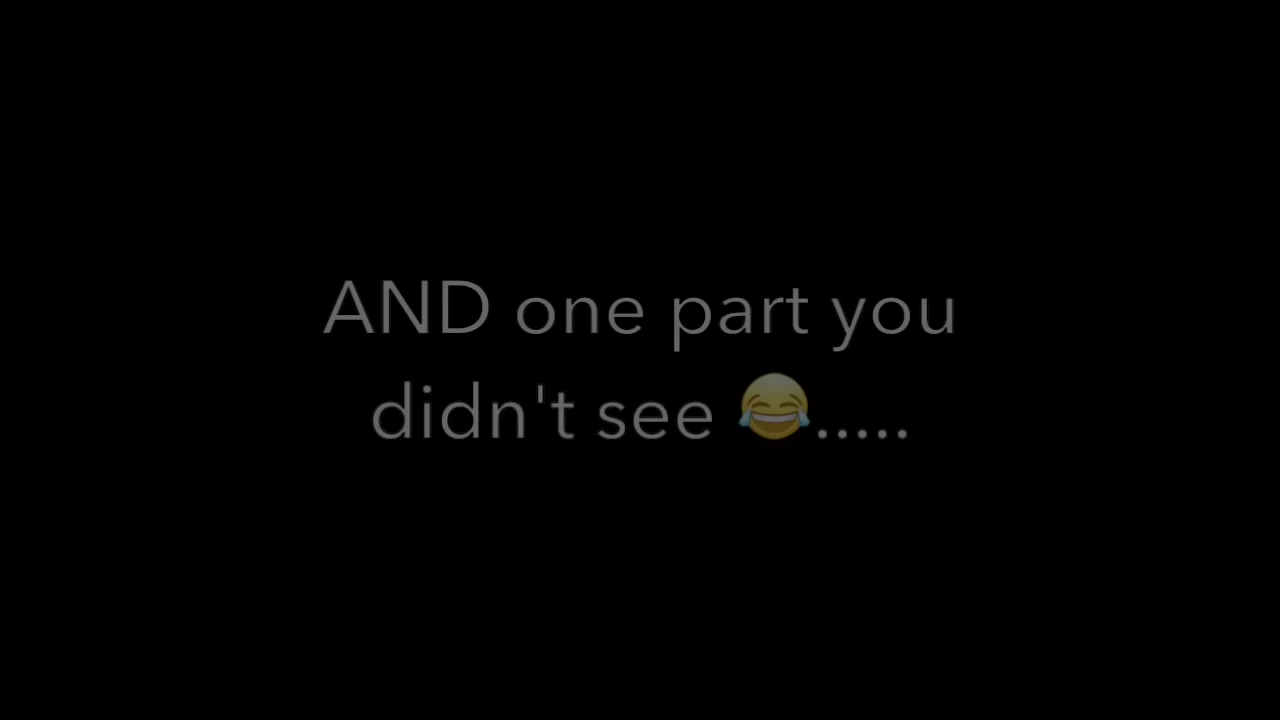 AND one part you
didn't see 😂.....